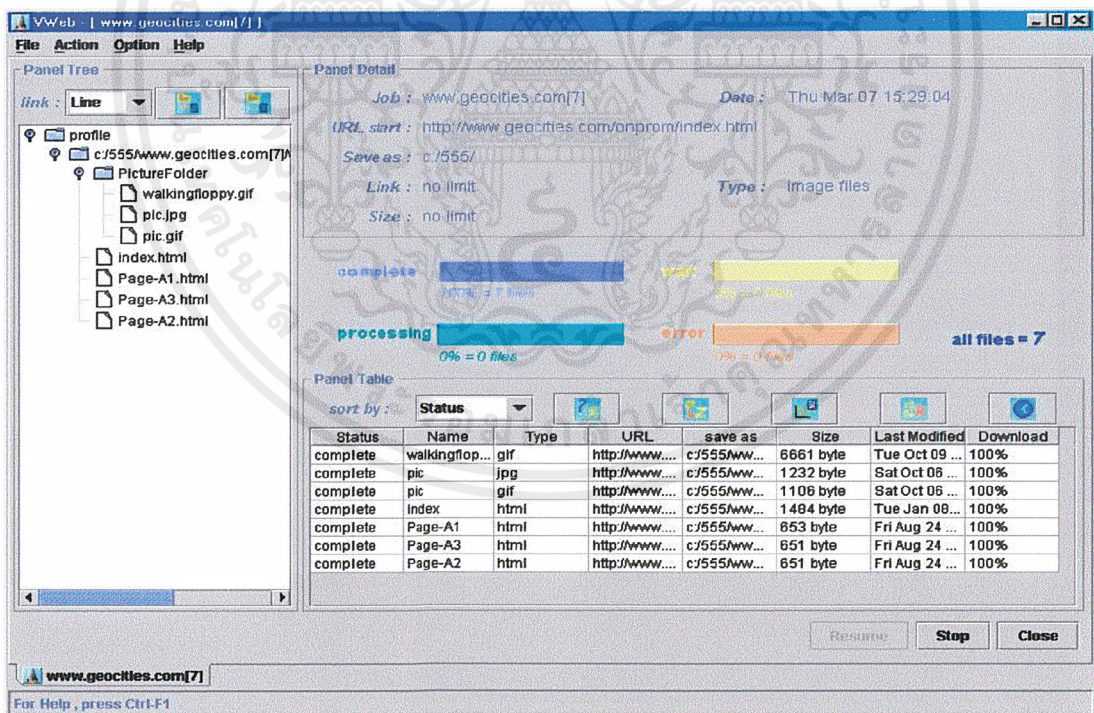 VWeb - [ www.geocities.com[7] ]
File Action Option Help
Panel Tree
link : Line
profile
c:/555/www.geocities.com[7]/
PictureFolder
walkingfloppy.gif
pic.jpg
pic.gif
index.html
Page-A1.html
Page-A3.html
Page-A2.html
Panel Detail
Job : www.geocities.com[7] Date : Thu Mar 07 15:29:04
URL start : http://www.geocities.com/onprom/index.html
Save as : c:/555/
Link : no limit Type : Image files
Size : no limit
complete
100% = 7 files
wait
0% = 0 files
processing
0% = 0 files
error
0% = 0 files
all files = 7
Panel Table
sort by : Status
Status Name Type URL save as Size Last Modified Download
complete walkingflop... gif http://www.... c:/555/ww... 6661 byte Tue Oct 09 ... 100%
complete pic jpg http://www.... c:/555/ww... 1232 byte Sat Oct 06 ... 100%
complete pic gif http://www.... c:/555/ww... 1106 byte Sat Oct 06 ... 100%
complete index html http://www.... c:/555/ww... 1484 byte Tue Jan 08... 100%
complete Page-A1 html http://www.... c:/555/ww... 653 byte Fri Aug 24 ... 100%
complete Page-A3 html http://www.... c:/555/ww... 651 byte Fri Aug 24 ... 100%
complete Page-A2 html http://www.... c:/555/ww... 651 byte Fri Aug 24 ... 100%
Resume Stop Close
www.geocities.com[7]
For Help , press Ctrl-F1